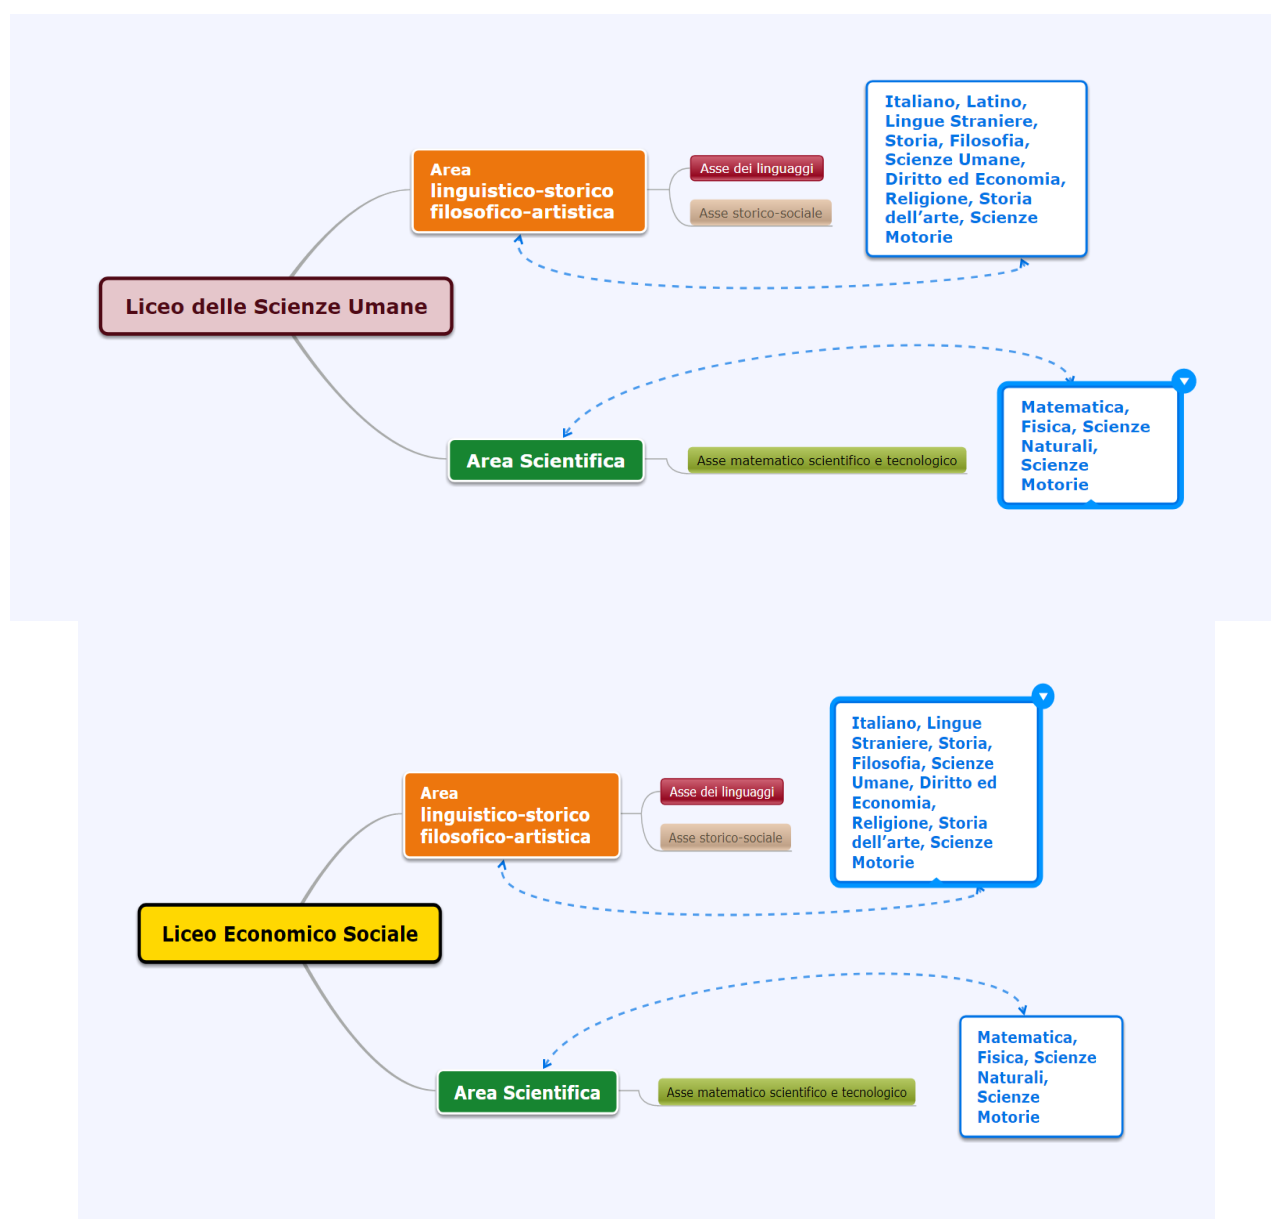 Italiano, Latino,
Lingue Straniere,
Storia, Filosofia,
Scienze Umane,
Diritto ed Economia,
Religione, Storia
dell’arte, Scienze
Motorie
Area
linguistico-storico
filosofico-artistica
Asse dei linguaggi
Asse storico-sociale
Liceo delle Scienze Umane
Area Scientifica
Asse matematico scientifico e tecnologico
Matematica,
Fisica, Scienze
Naturali,
Scienze
Motorie
Italiano, Lingue
Straniere, Storia,
Filosofia, Scienze
Umane, Diritto ed
Economia,
Religione, Storia
dell’arte, Scienze
Motorie
Area
linguistico-storico
filosofico-artistica
Asse dei linguaggi
Asse storico-sociale
Liceo Economico Sociale
Area Scientifica
Asse matematico scientifico e tecnologico
Matematica,
Fisica, Scienze
Naturali,
Scienze
Motorie